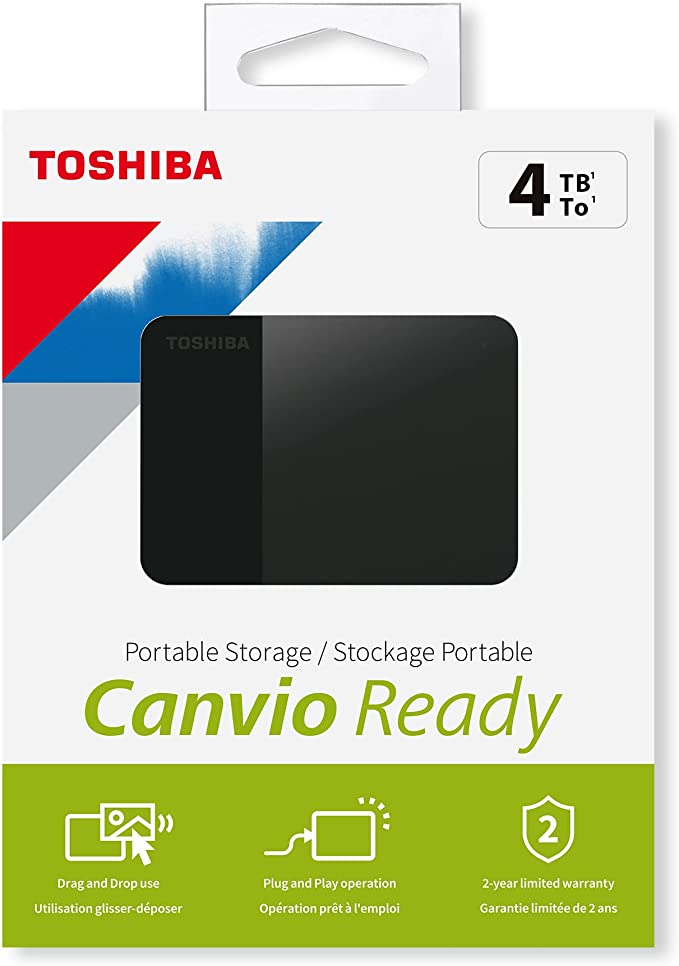 TOSHIBA
4 TB¹
To¹
TOSHIBA
Portable Storage / Stockage Portable
Canvio Ready
2
Drag and Drop use
Utilisation glisser-déposer
Plug and Play operation
Opération prêt à l'emploi
2-year limited warranty
Garantie limitée de 2 ans